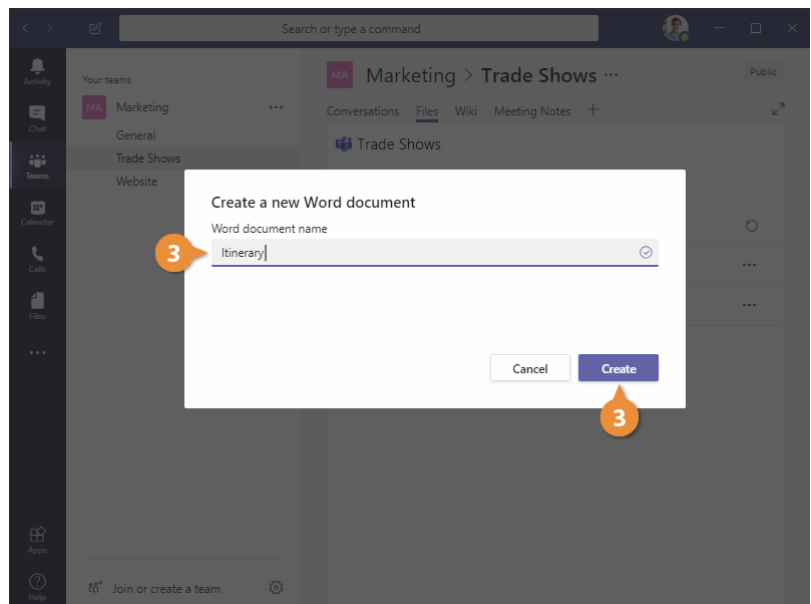 Search or type a command
Activity
Chat
Teams
Calendar
Calls
Files
Apps
Help
Your teams
MA Marketing
General
Trade Shows
Website
Join or create a team
MA Marketing > Trade Shows
Public
Conversations Files Wiki Meeting Notes
Trade Shows
Create a new Word document
Word document name
3 Itinerary
Cancel Create
3